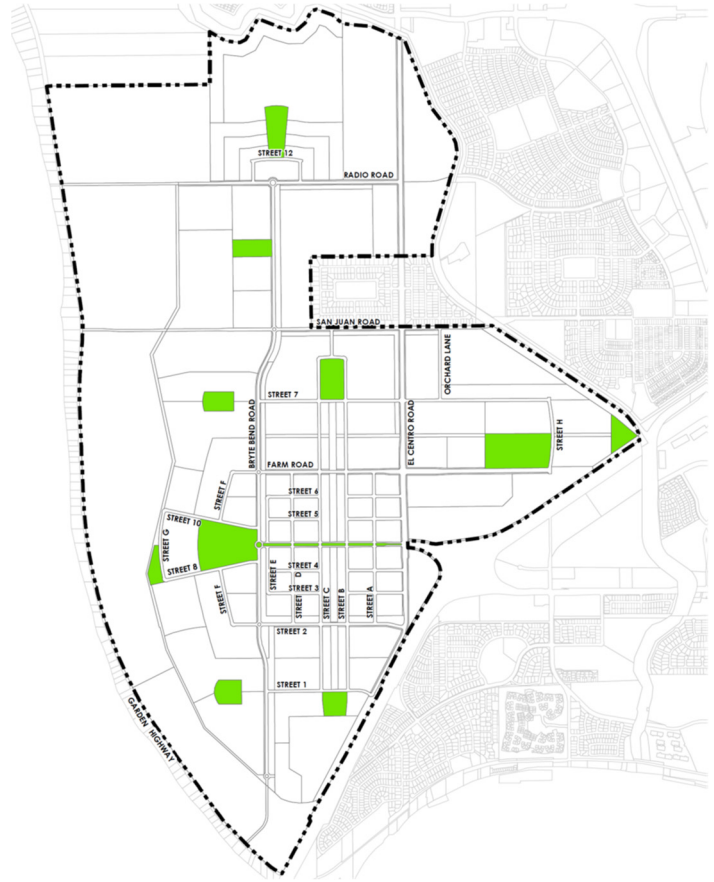 STREET 12
RADIO ROAD
SAN JUAN ROAD
ORCHARD LANE
STREET 7
BRYTE BEND ROAD
EL CENTRO ROAD
STREET H
FARM ROAD
STREET F
STREET 6
STREET 5
STREET 10
STREET G
STREET B
STREET E
STREET 4
STREET D
STREET 3
STREET C
STREET B
STREET A
STREET F
STREET 2
STREET 1
GARDEN HIGHWAY